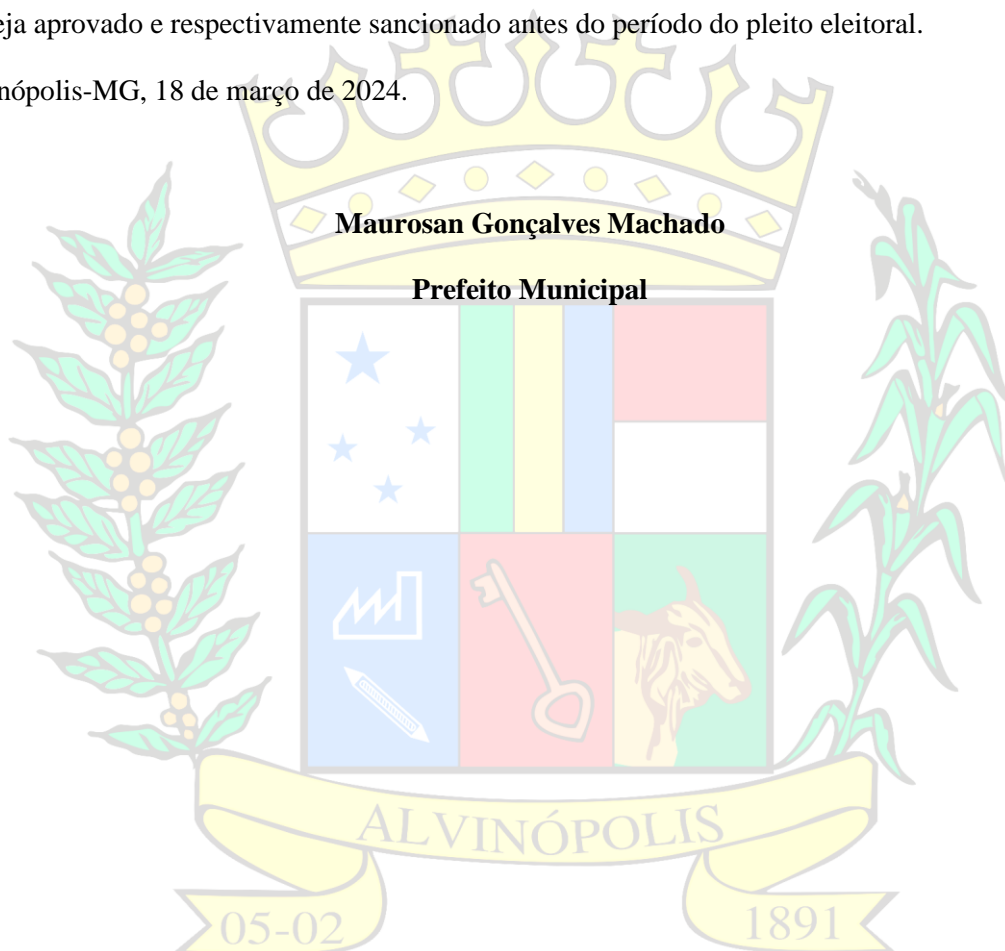 eja aprovado e respectivamente sancionado antes do período do pleito eleitoral.
nópolis-MG, 18 de março de 2024.
Maurosan Gonçalves Machado
Prefeito Municipal
ALVINÓPOLIS
05-02
1891